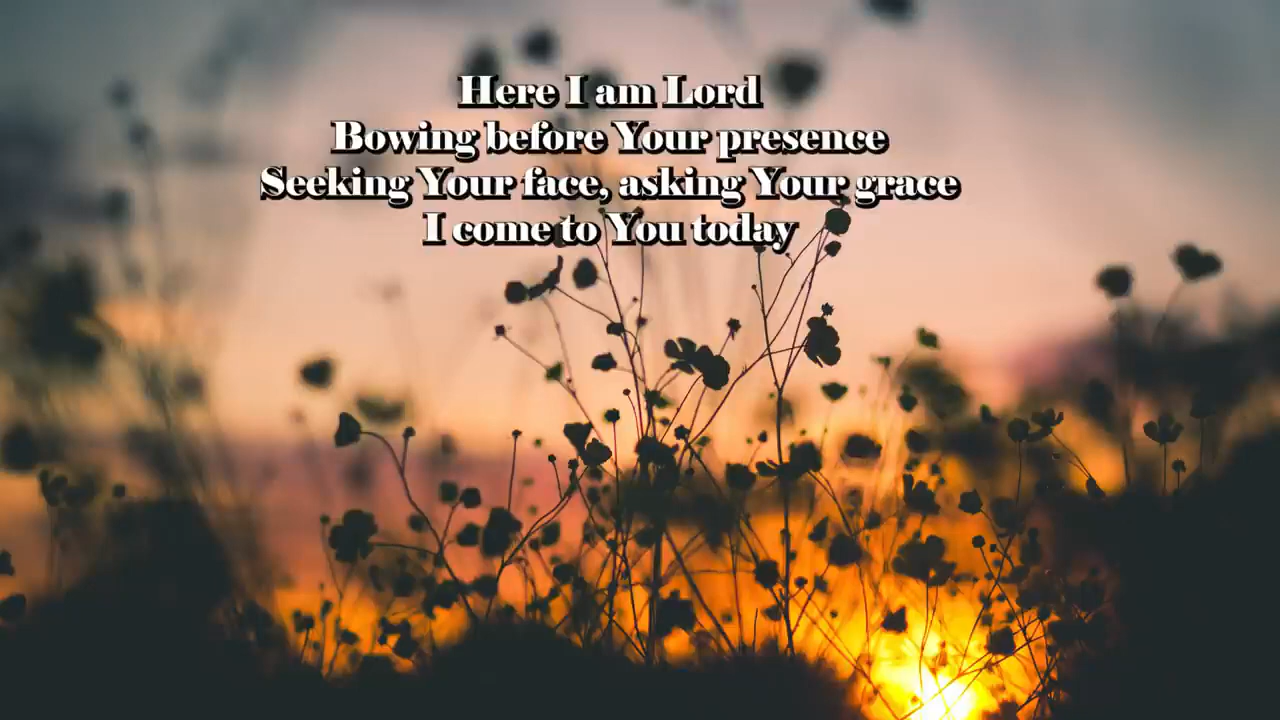 Here I am Lord
Bowing before Your presence
Seeking Your face, asking Your grace
I come to You today